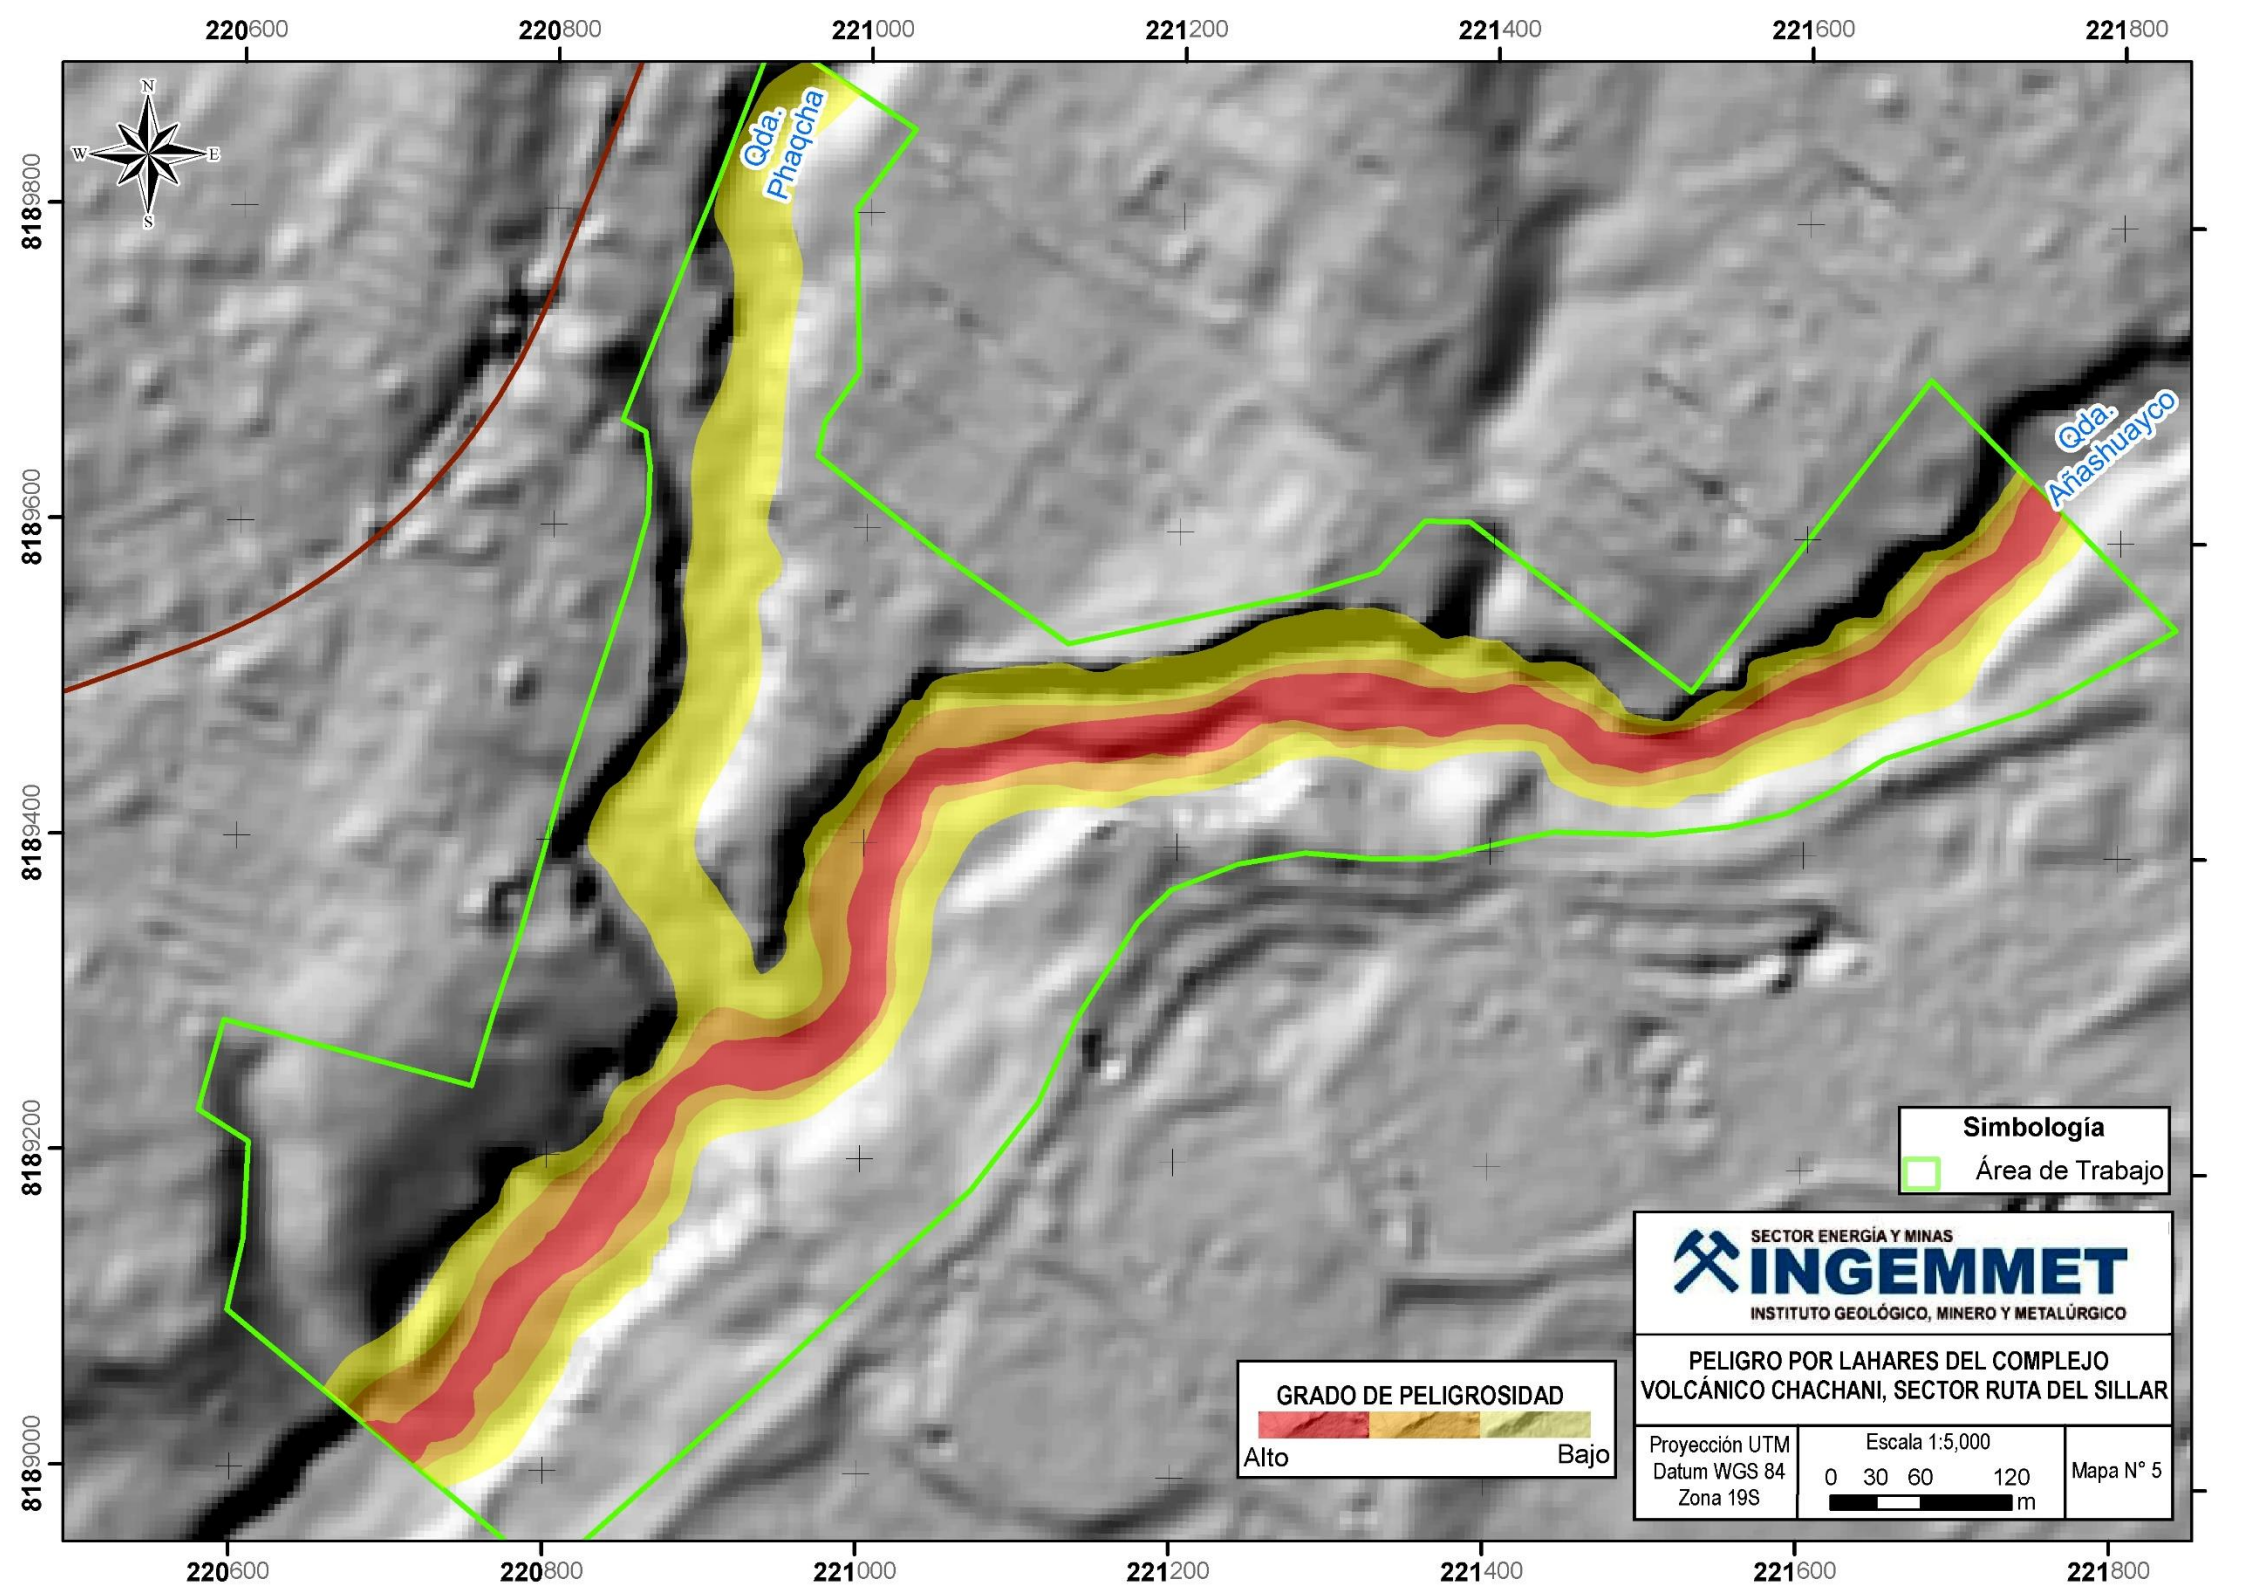 220600 220800 221000 221200 221400 221600 221800
N
W E
S
Qda.
Phaqcha
Qda.
Añashuayco
8189800
8189600
8189400
8189200
8189000
Simbología
Área de Trabajo
SECTOR ENERGÍA Y MINAS
INGEMMET
INSTITUTO GEOLÓGICO, MINERO Y METALÚRGICO
PELIGRO POR LAHARES DEL COMPLEJO
VOLCÁNICO CHACHANI, SECTOR RUTA DEL SILLAR
GRADO DE PELIGROSIDAD
Alto Bajo
Proyección UTM
Datum WGS 84
Zona 19S
Escala 1:5,000
0 30 60 120
m
Mapa N° 5
220600 220800 221000 221200 221400 221600 221800